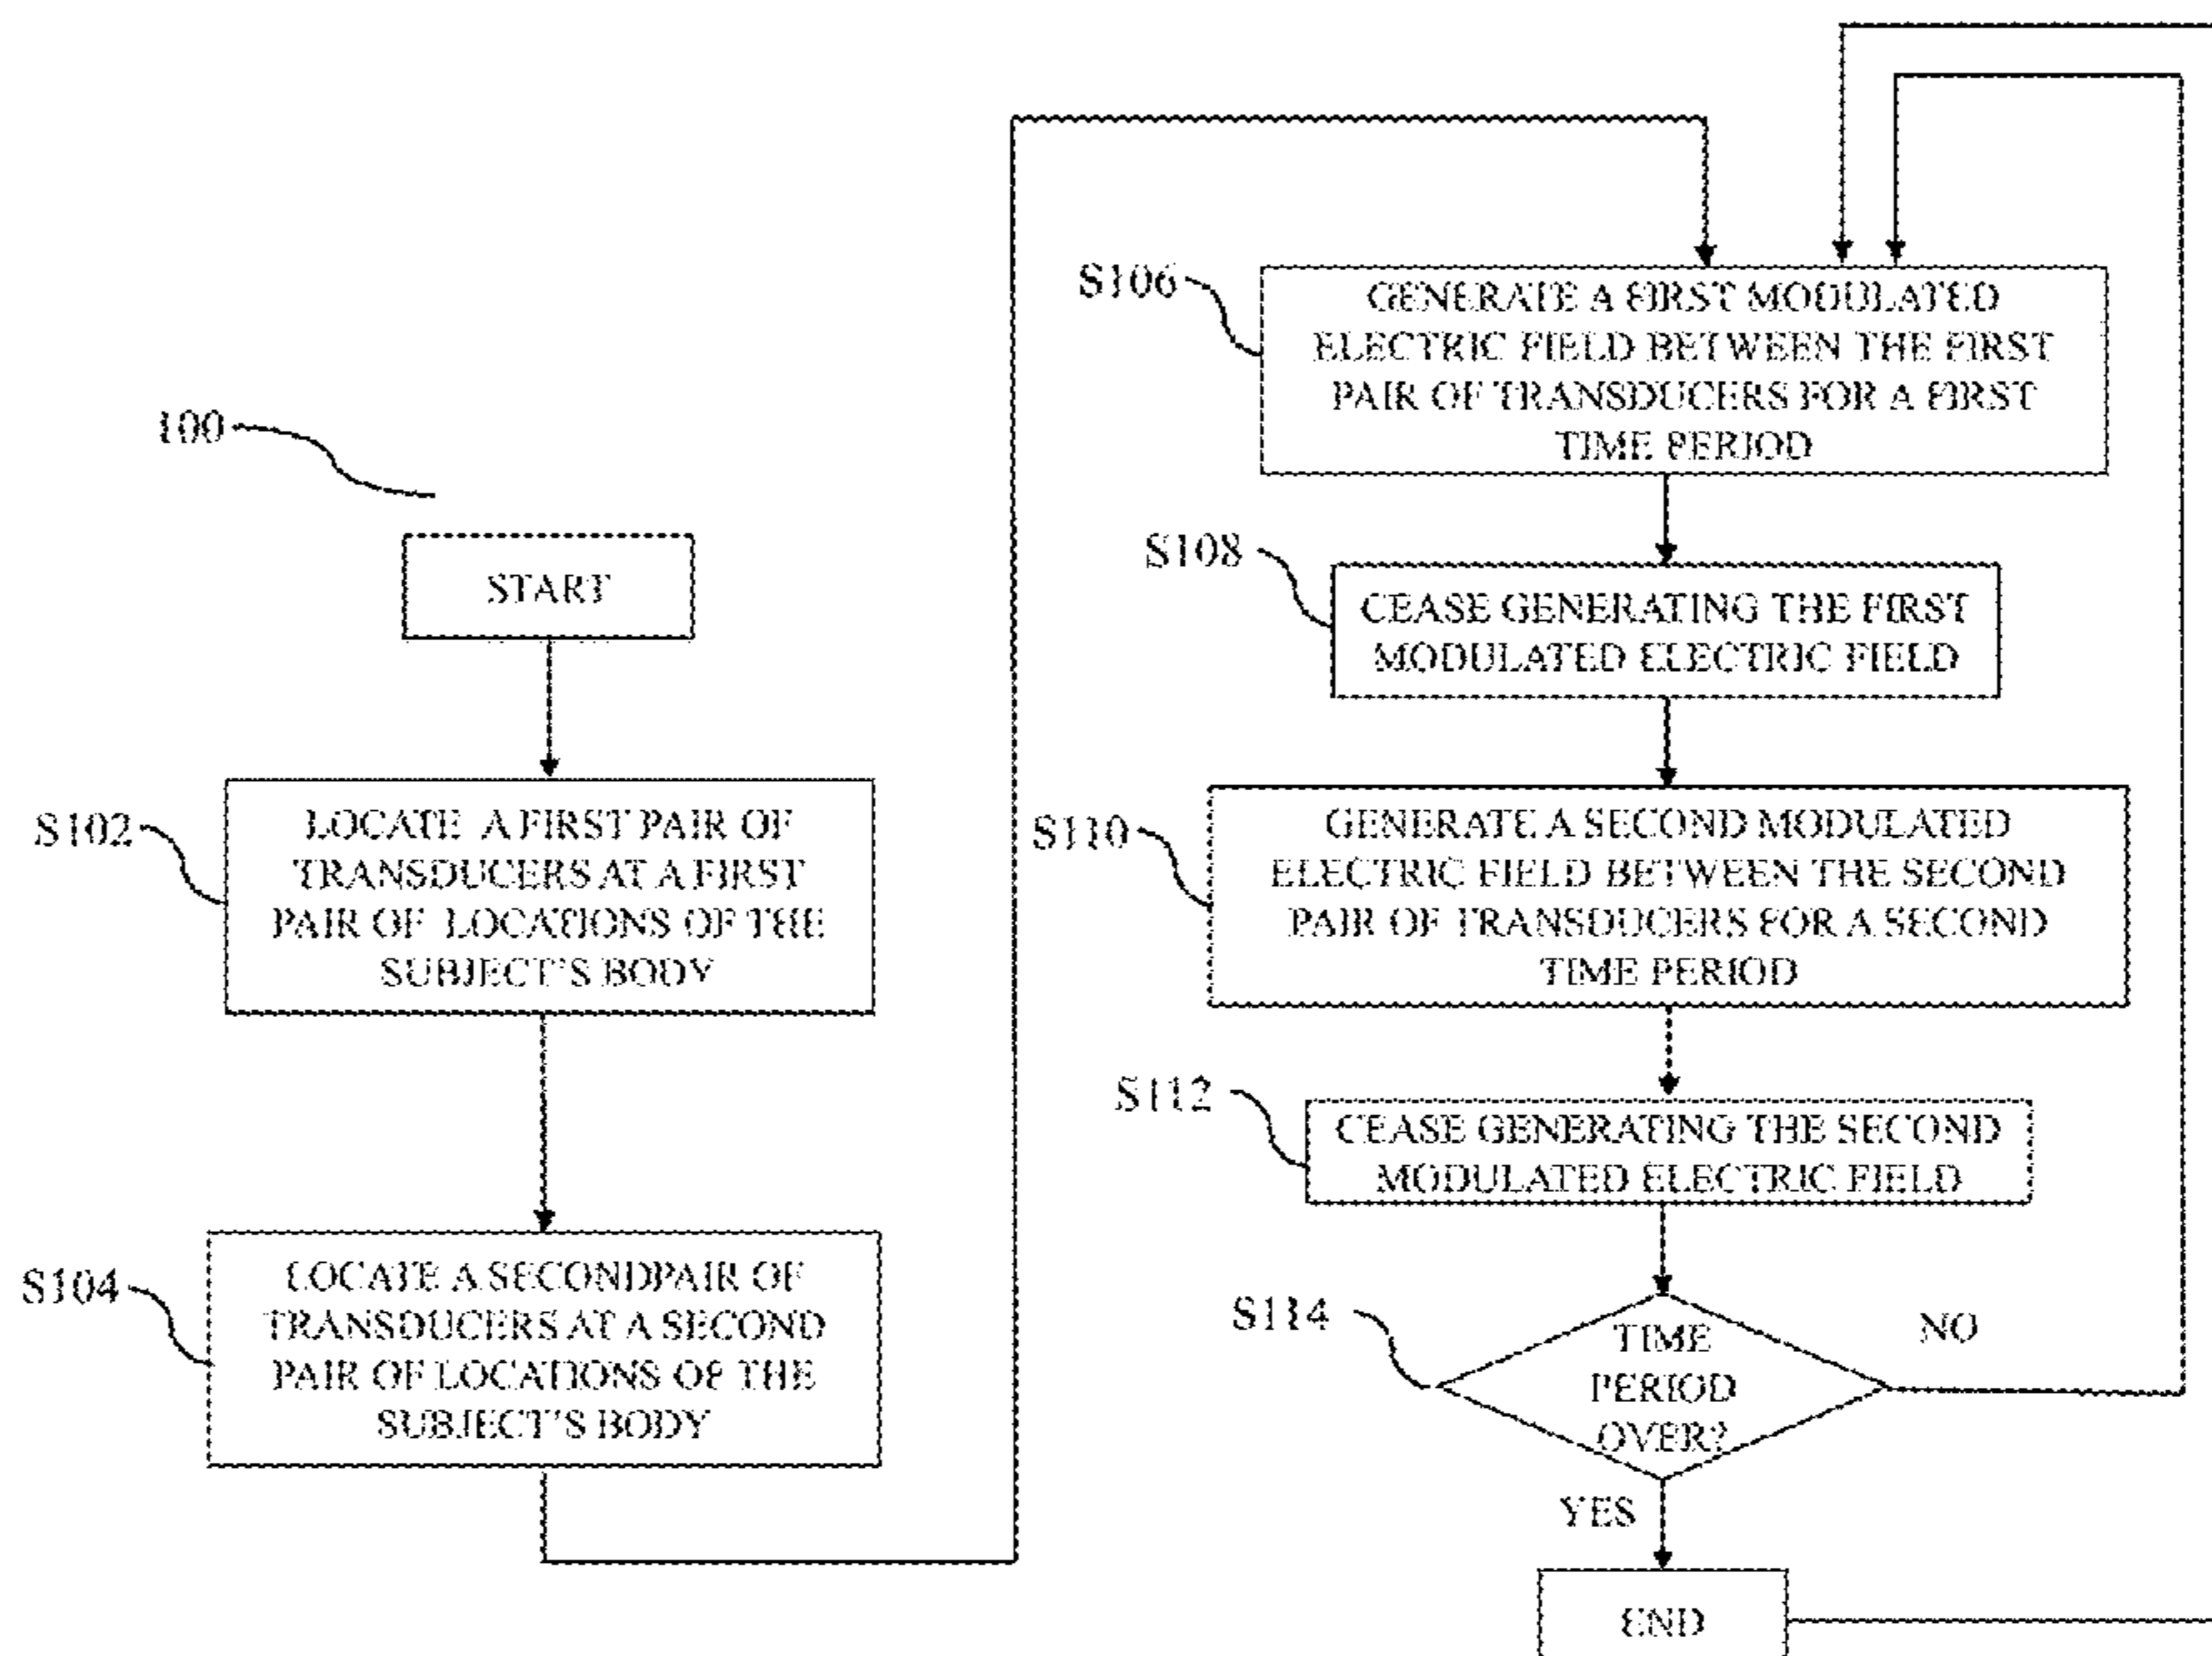 100
START
S102
LOCATE A FIRST PAIR OF
TRANSDUCERS AT A FIRST
PAIR OF LOCATIONS OF THE
SUBJECT'S BODY
S104
LOCATE A SECONDPAIR OF
TRANSDUCERS AT A SECOND
PAIR OF LOCATIONS OF THE
SUBJECT'S BODY
S106
GENERATE A FIRST MODULATED
ELECTRIC FIELD BETWEEN THE FIRST
PAIR OF TRANSDUCERS FOR A FIRST
TIME PERIOD
S108
CEASE GENERATING THE FIRST
MODULATED ELECTRIC FIELD
S110
GENERATE A SECOND MODULATED
ELECTRIC FIELD BETWEEN THE SECOND
PAIR OF TRANSDUCERS FOR A SECOND
TIME PERIOD
S112
CEASE GENERATING THE SECOND
MODULATED ELECTRIC FIELD
S114
TIME
PERIOD
OVER?
NO
YES
END